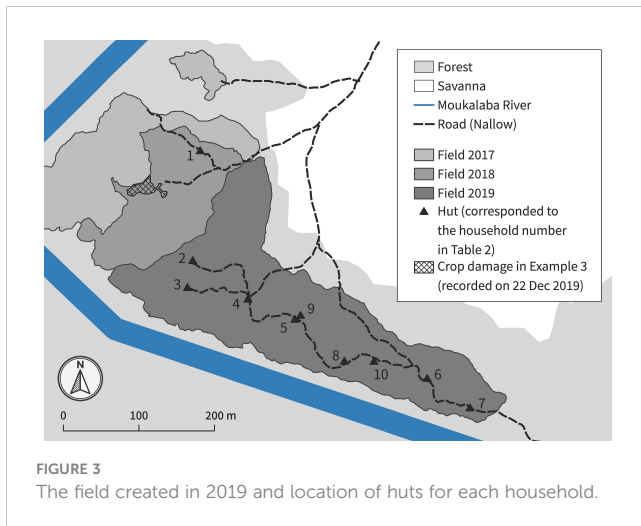 Forest
Savanna
Moukalaba River
Road (Nallow)
Field 2017
Field 2018
Field 2019
Hut (corresponded to
the household number
in Table 2)
Crop damage in Example 3
(recorded on 22 Dec 2019)
1
2
3
4
5
9
8
10
6
7
N
0 100 200 m
FIGURE 3
The field created in 2019 and location of huts for each household.